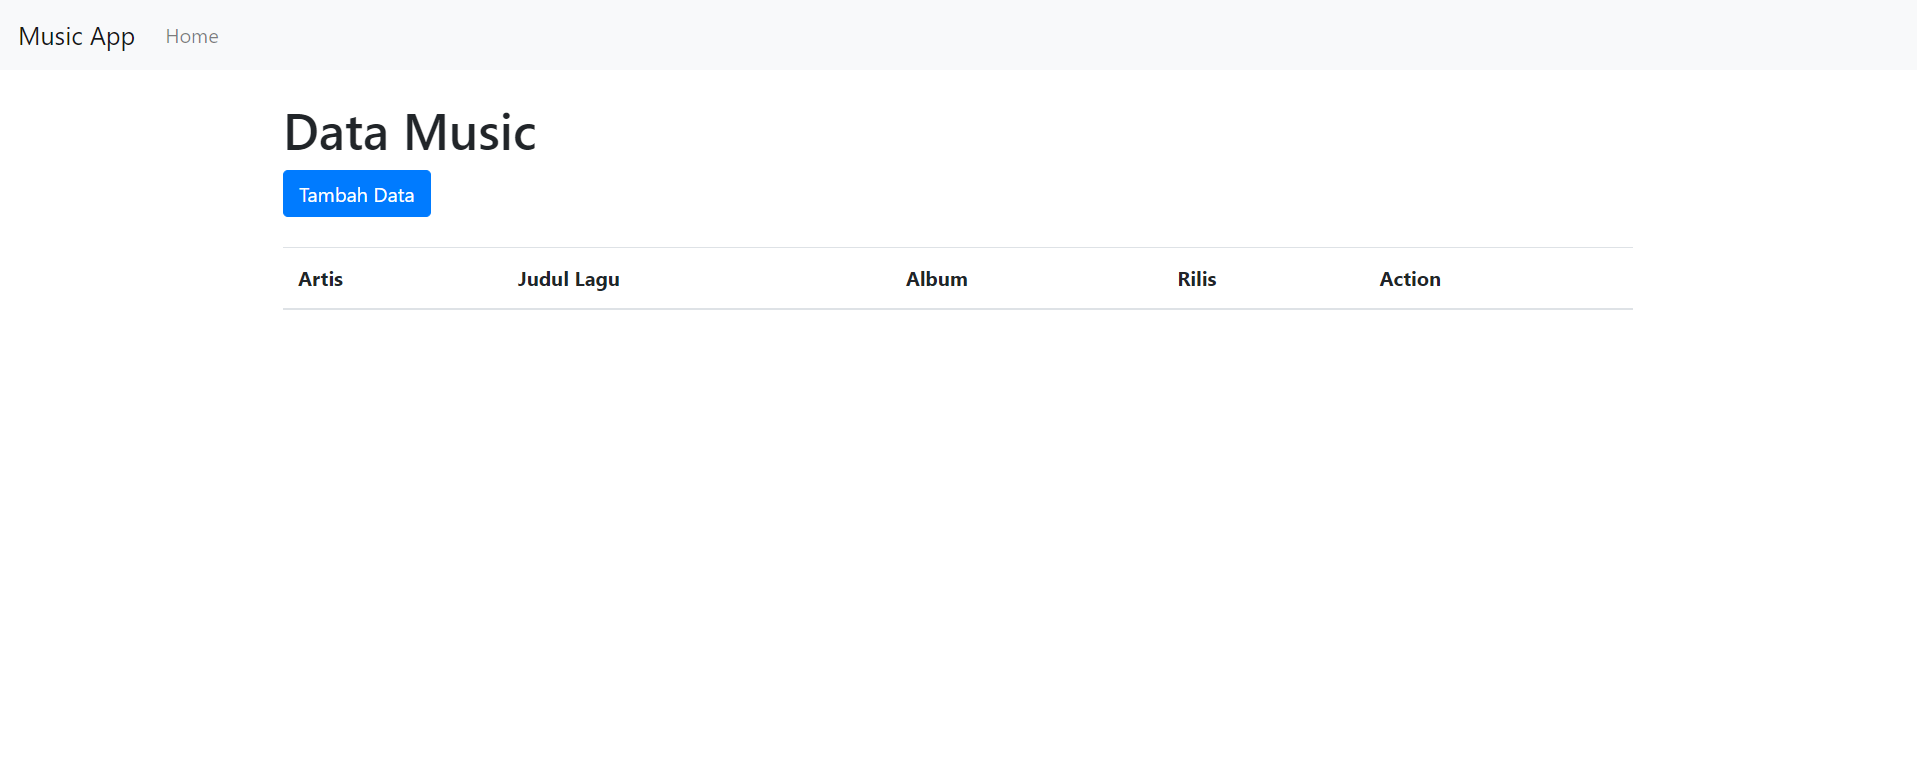 Music App Home
Data Music
Tambah Data
Artis Judul Lagu Album Rilis Action